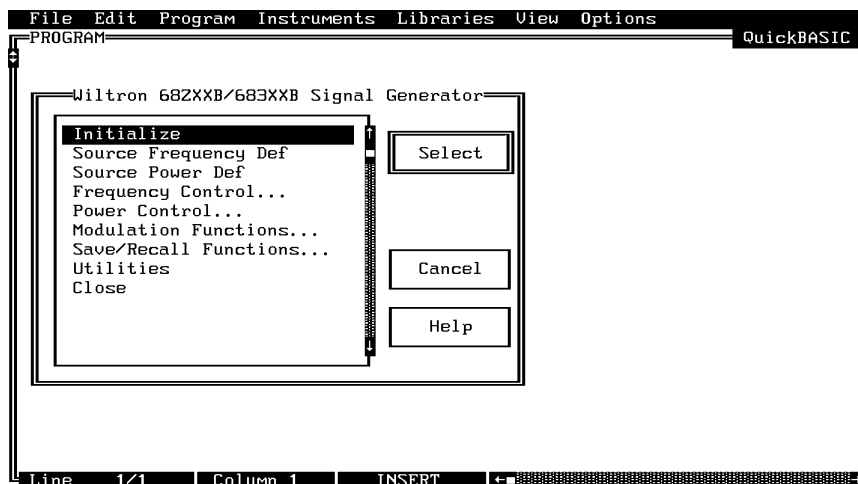 File Edit Program Instruments Libraries View Options
PROGRAM QuickBASIC
Wiltron 682XXB/683XXB Signal Generator
Initialize
Source Frequency Def
Source Power Def
Frequency Control...
Power Control...
Modulation Functions...
Save/Recall Functions...
Utilities
Close
Select
Cancel
Help
Line 1/1 Column 1 INSERT